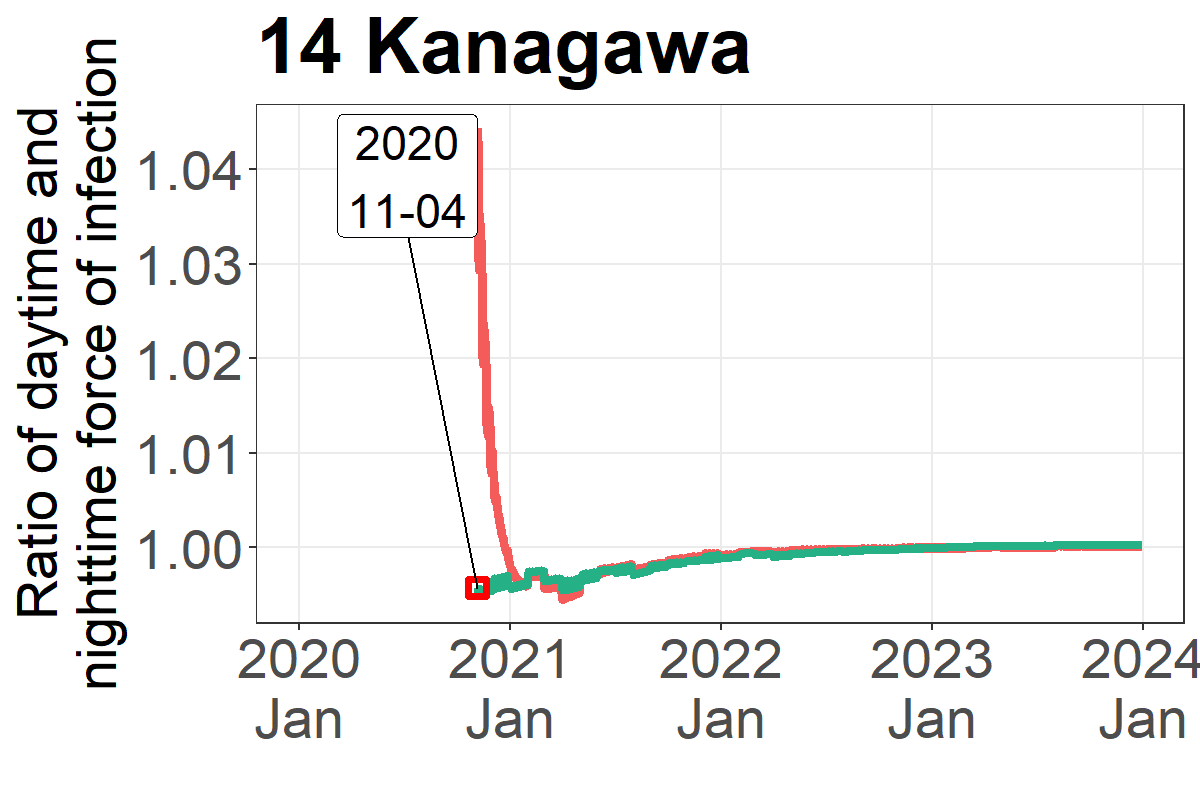 14 Kanagawa
Ratio of daytime and
nighttime force of infection
2020
11-04
1.04
1.03
1.02
1.01
1.00
2020
Jan
2021
Jan
2022
Jan
2023
Jan
2024
Jan